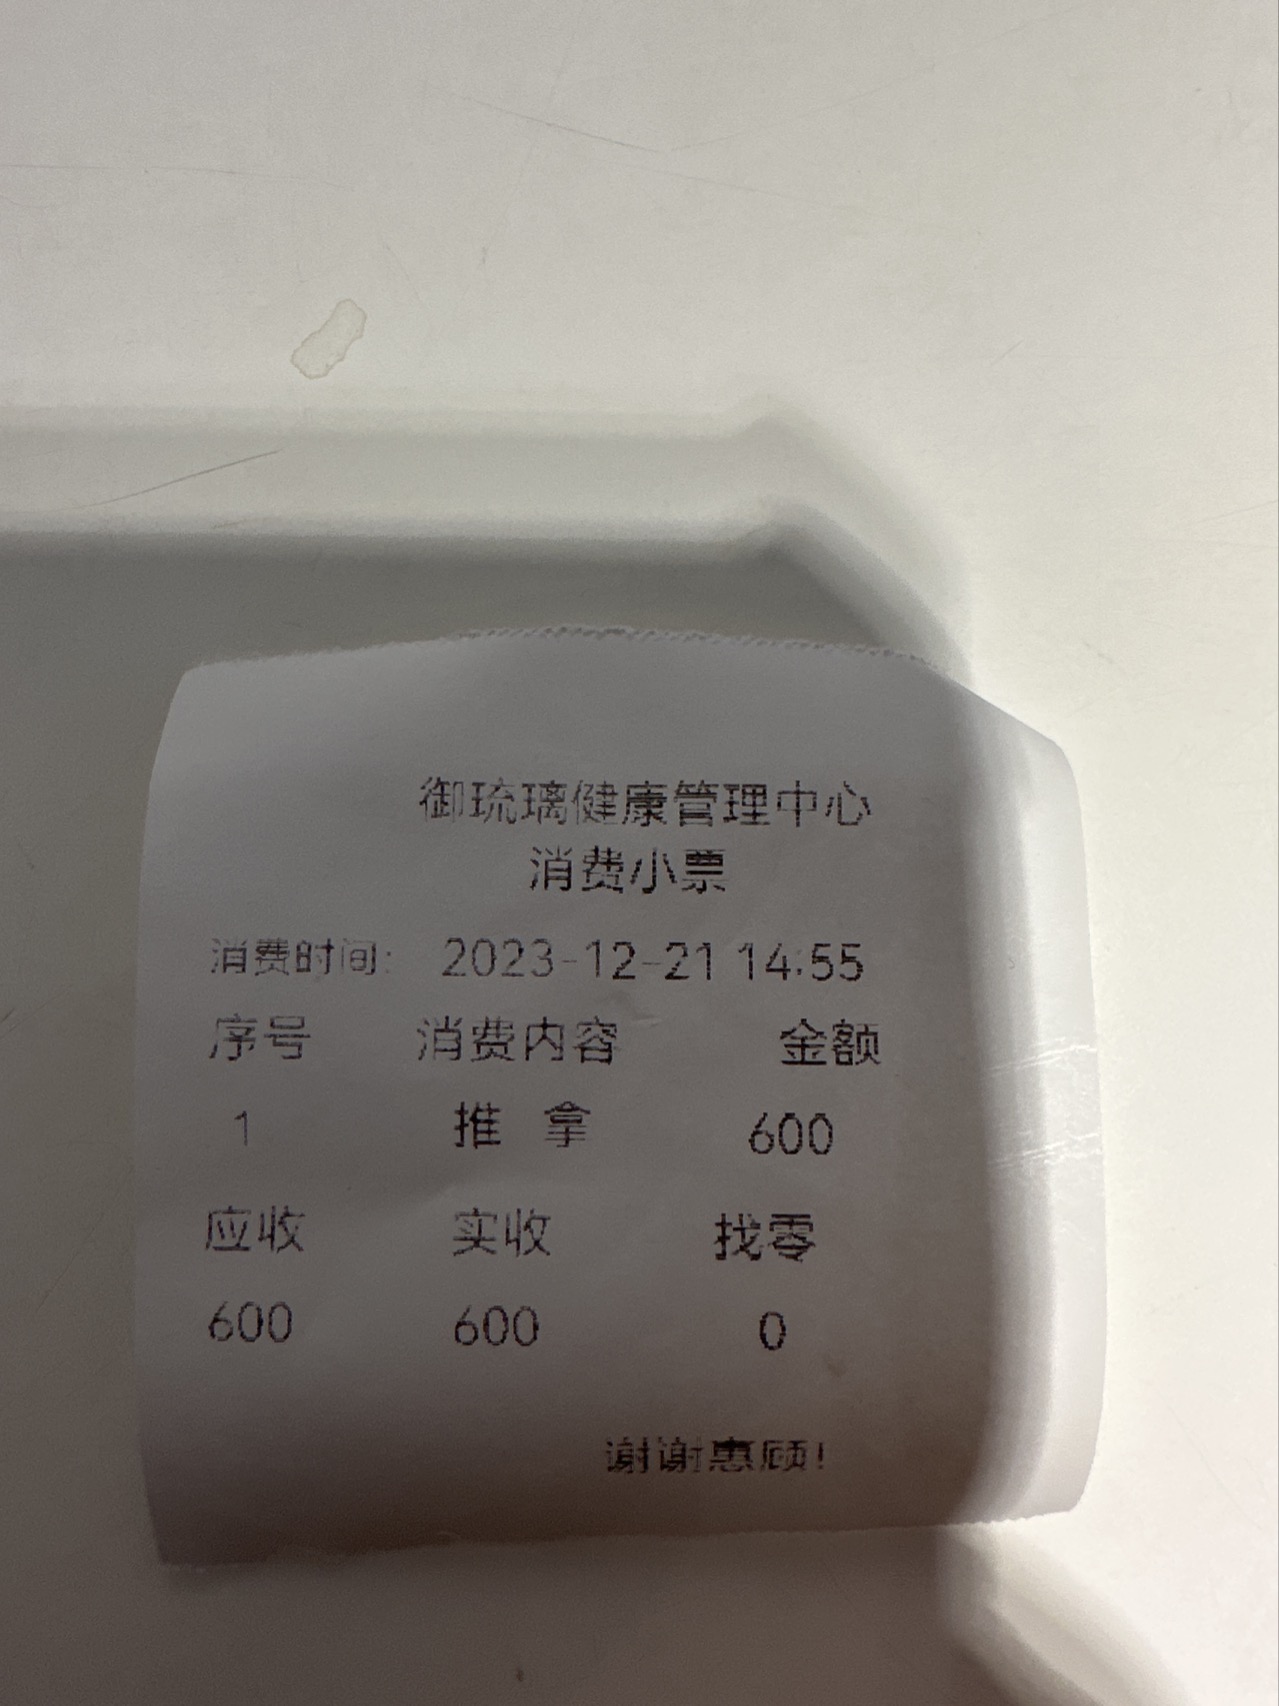 御琉璃健康管理中心
消费小票
消费时间: 2023-12-21 14:55
序号 消费内容 金额
1 推 拿 600
应收 实收 找零
600 600 0
谢谢惠顾!